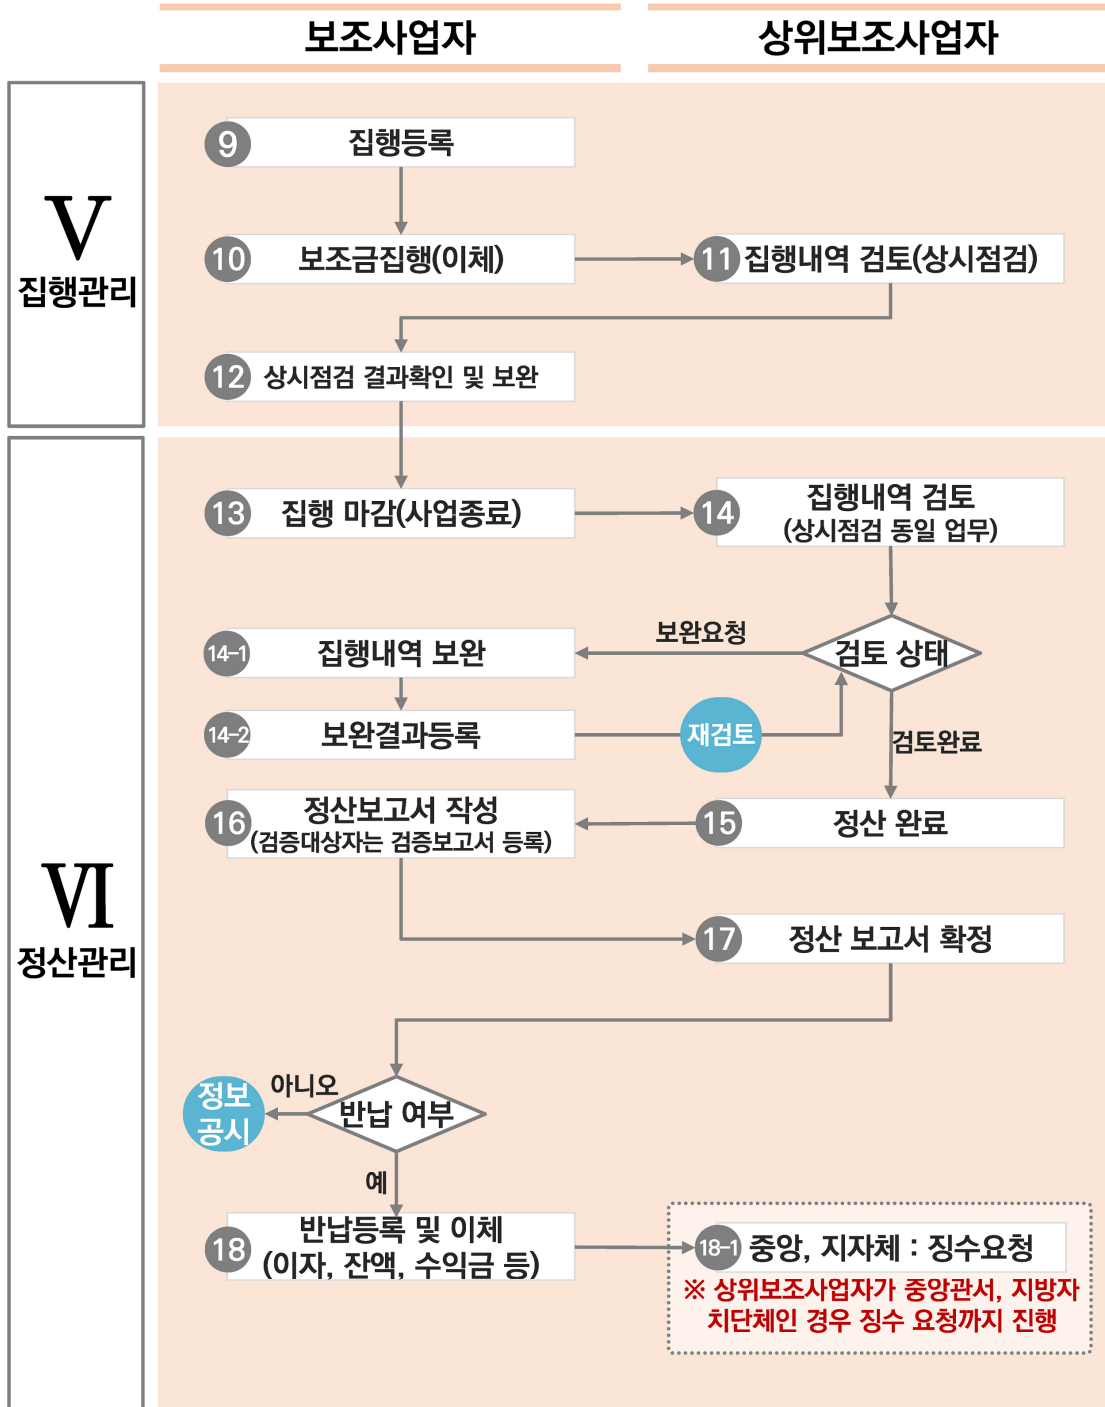 보조사업자
상위보조사업자
Ⅴ
집행관리
9 집행등록
10 보조금집행(이체)
11 집행내역 검토(상시점검)
12 상시점검 결과확인 및 보완
Ⅵ
정산관리
13 집행 마감(사업종료)
14 집행내역 검토
(상시점검 동일 업무)
검토 상태
보완요청
14-1 집행내역 보완
14-2 보완결과등록
재검토
검토완료
15 정산 완료
16 정산보고서 작성
(검증대상자는 검증보고서 등록)
17 정산 보고서 확정
반납 여부
아니오
정보
공시
예
18 반납등록 및 이체
(이자, 잔액, 수익금 등)
18-1 중앙, 지자체 : 징수요청
※ 상위보조사업자가 중앙관서, 지방자
치단체인 경우 징수 요청까지 진행